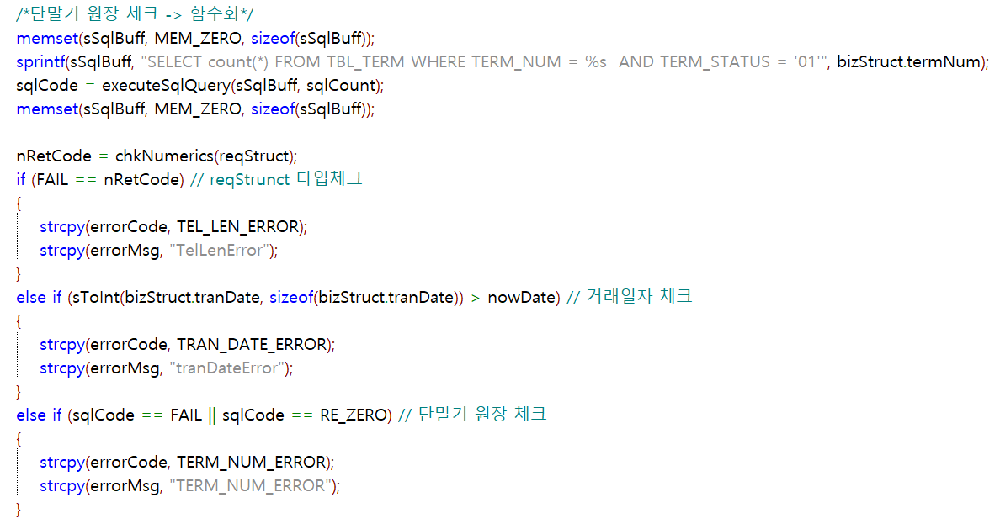 /*단말기 원장 체크 -> 함수화*/
memset(sSqlBuff, MEM_ZERO, sizeof(sSqlBuff));
sprintf(sSqlBuff, "SELECT count(*) FROM TBL_TERM WHERE TERM_NUM = %s  AND TERM_STATUS = '01'", bizStruct.termNum);
sqlCode = executeSqlQuery(sSqlBuff, sqlCount);
memset(sSqlBuff, MEM_ZERO, sizeof(sSqlBuff));
nRetCode = chkNumerics(reqStruct);
if (FAIL == nRetCode) // reqStrunct 타입체크
{
strcpy(errorCode, TEL_LEN_ERROR);
strcpy(errorMsg, "TelLenError");
}
else if (sToInt(bizStruct.tranDate, sizeof(bizStruct.tranDate)) > nowDate) // 거래일자 체크
{
strcpy(errorCode, TRAN_DATE_ERROR);
strcpy(errorMsg, "tranDateError");
}
else if (sqlCode == FAIL || sqlCode == RE_ZERO) // 단말기 원장 체크
{
strcpy(errorCode, TERM_NUM_ERROR);
strcpy(errorMsg, "TERM_NUM_ERROR");
}